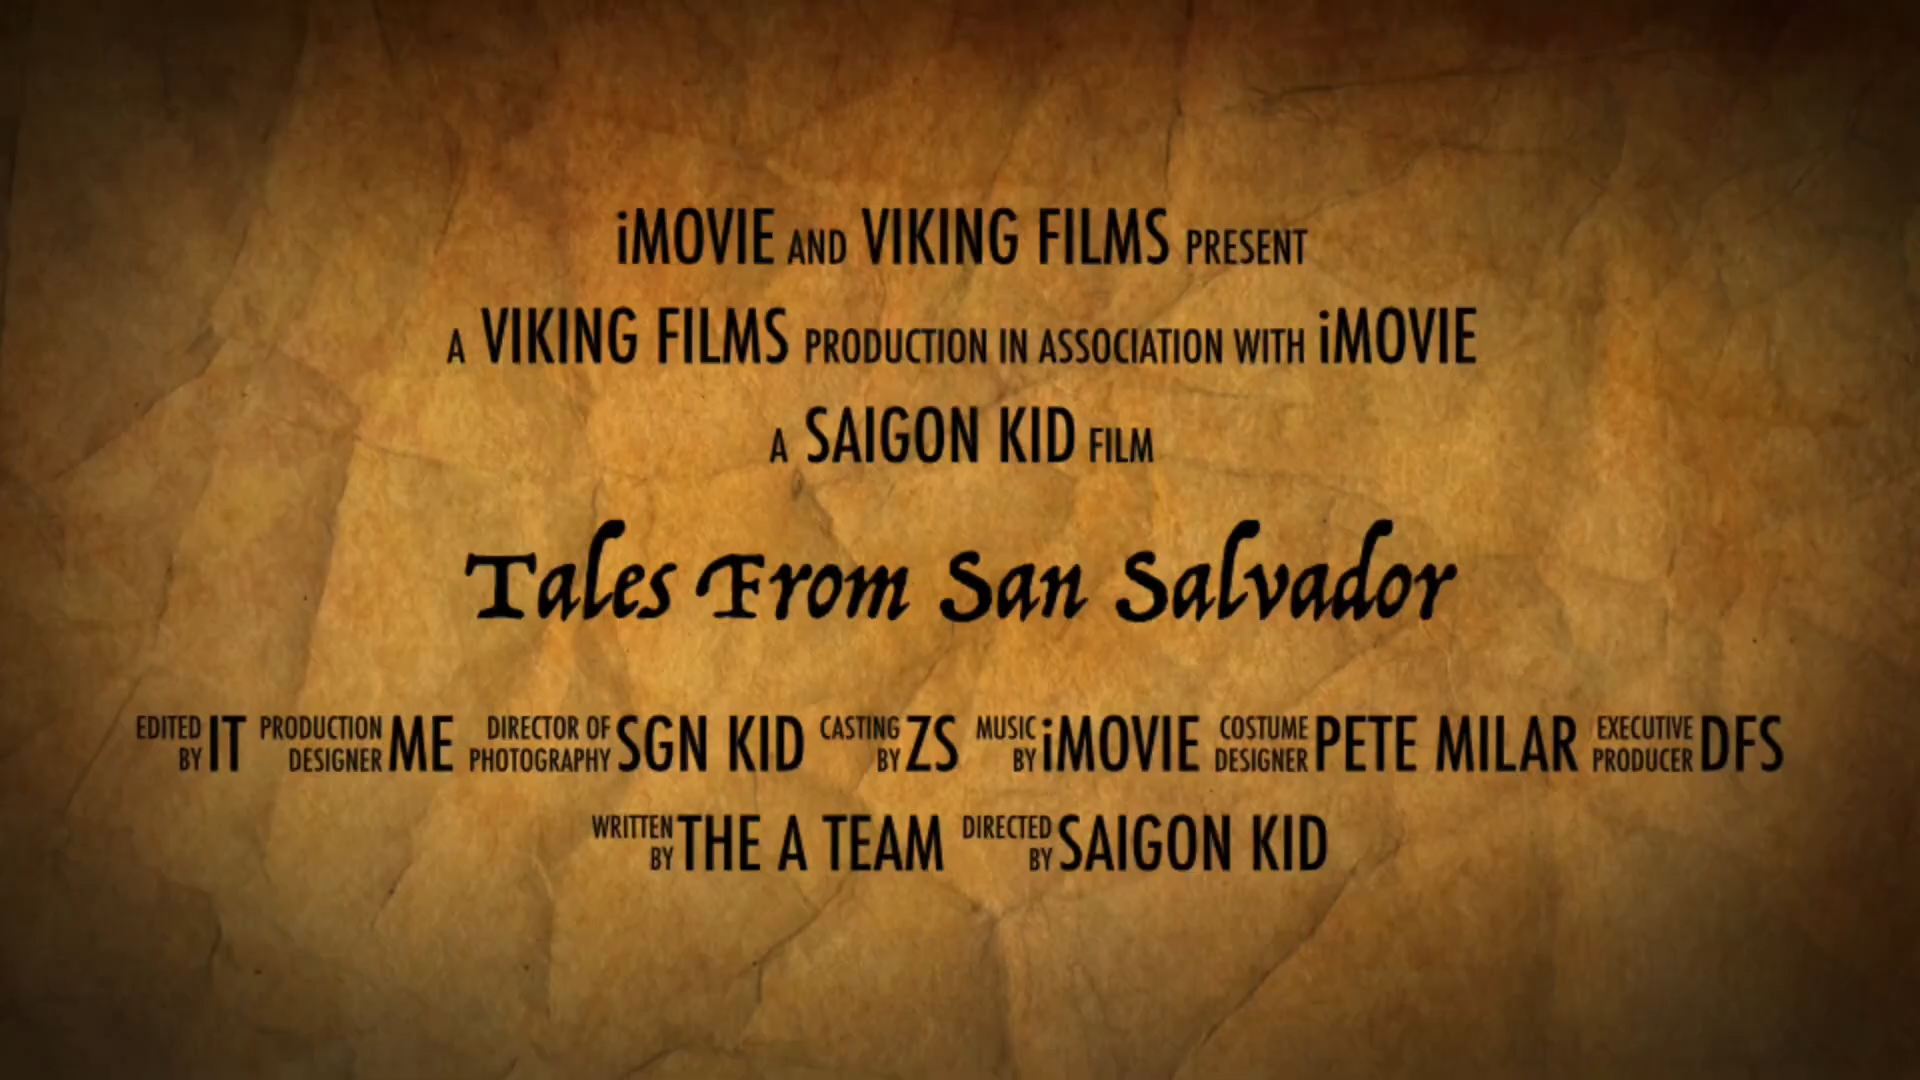 iMOVIE AND VIKING FILMS PRESENT
A VIKING FILMS PRODUCTION IN ASSOCIATION WITH iMOVIE
A SAIGON KID FILM
Tales From San Salvador
EDITED BY IT PRODUCTION DESIGNER ME DIRECTOR OF PHOTOGRAPHY SGN KID CASTING BY ZS MUSIC BY iMOVIE COSTUME DESIGNER PETE MILAR EXECUTIVE PRODUCER DFS
WRITTEN BY THE A TEAM DIRECTED BY SAIGON KID